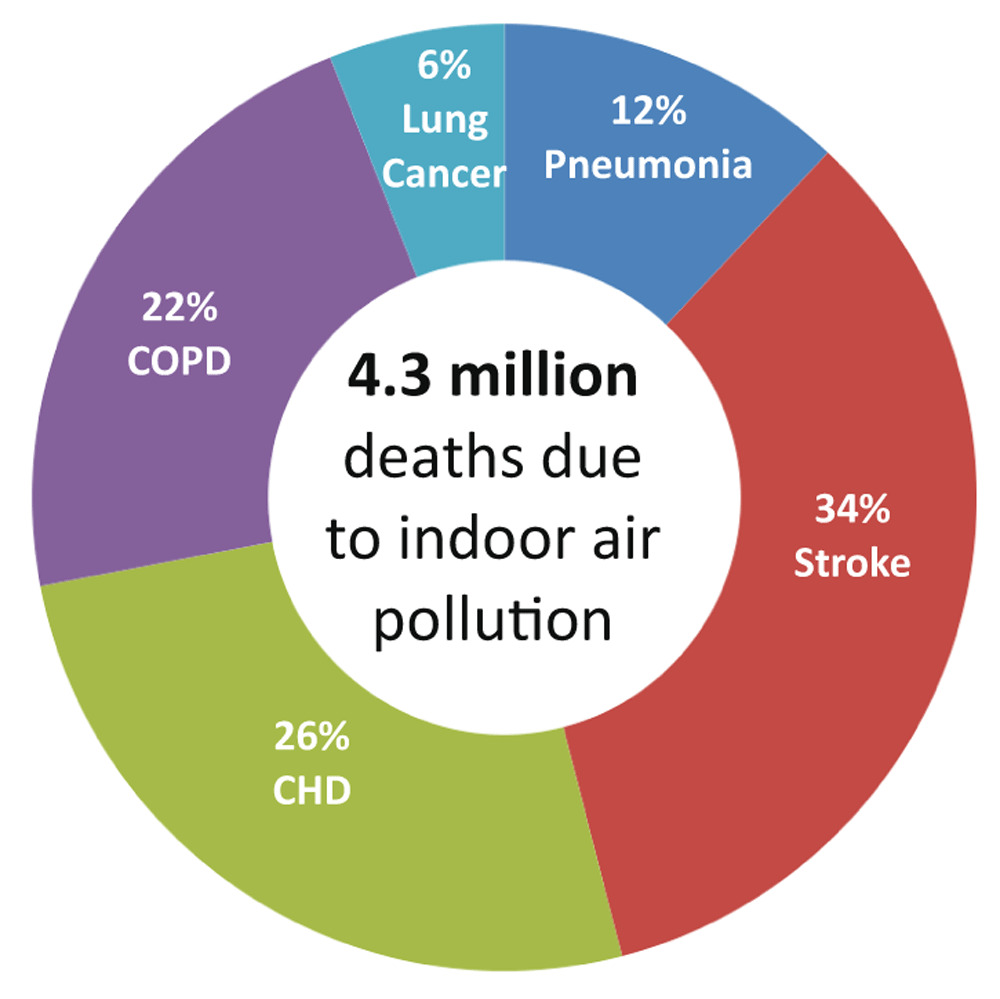 6%
Lung
Cancer
12%
Pneumonia
22%
COPD
4.3 million
deaths due
to indoor air
pollution
34%
Stroke
26%
CHD